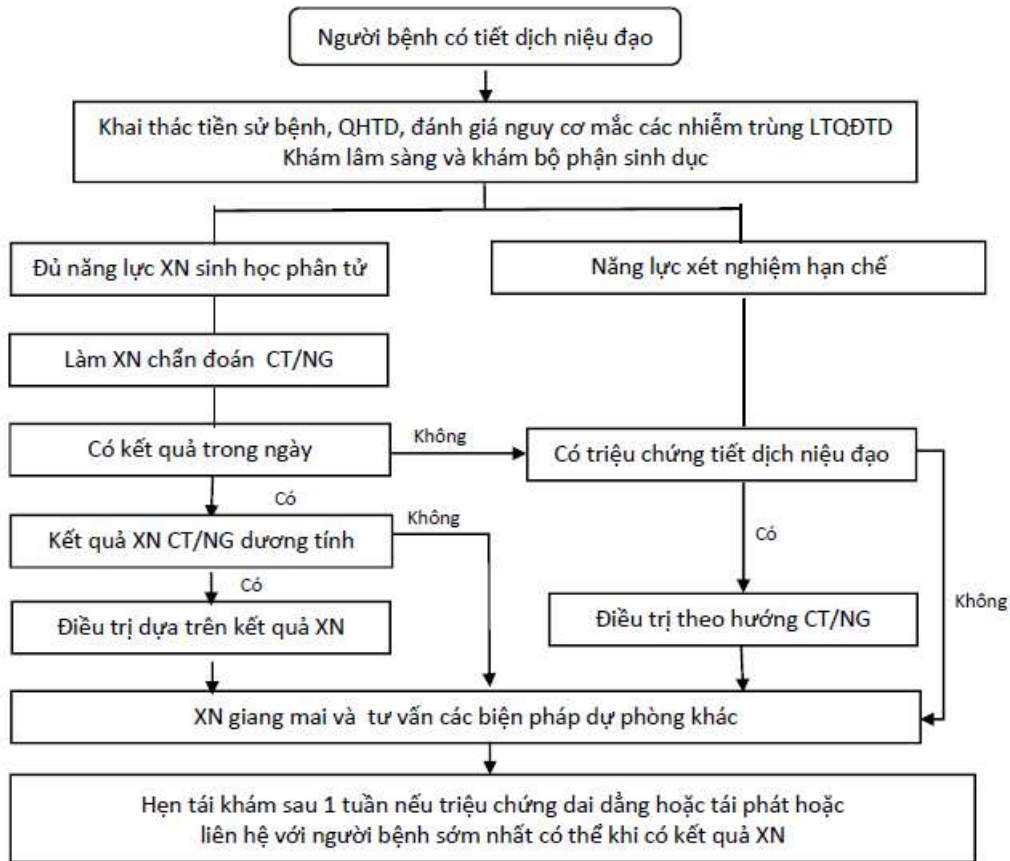 Người bệnh có tiết dịch niệu đạo
Khai thác tiền sử bệnh, QHTD, đánh giá nguy cơ mắc các nhiễm trùng LTQĐTD
Khám lâm sàng và khám bộ phận sinh dục
Đủ năng lực XN sinh học phân tử
Năng lực xét nghiệm hạn chế
Làm XN chẩn đoán CT/NG
Có kết quả trong ngày
Không
Có triệu chứng tiết dịch niệu đạo
Có
Kết quả XN CT/NG dương tính
Không
Có
Có
Không
Điều trị dựa trên kết quả XN
Điều trị theo hướng CT/NG
XN giang mai và tư vấn các biện pháp dự phòng khác
Hẹn tái khám sau 1 tuần nếu triệu chứng dai dẳng hoặc tái phát hoặc
liên hệ với người bệnh sớm nhất có thể khi có kết quả XN